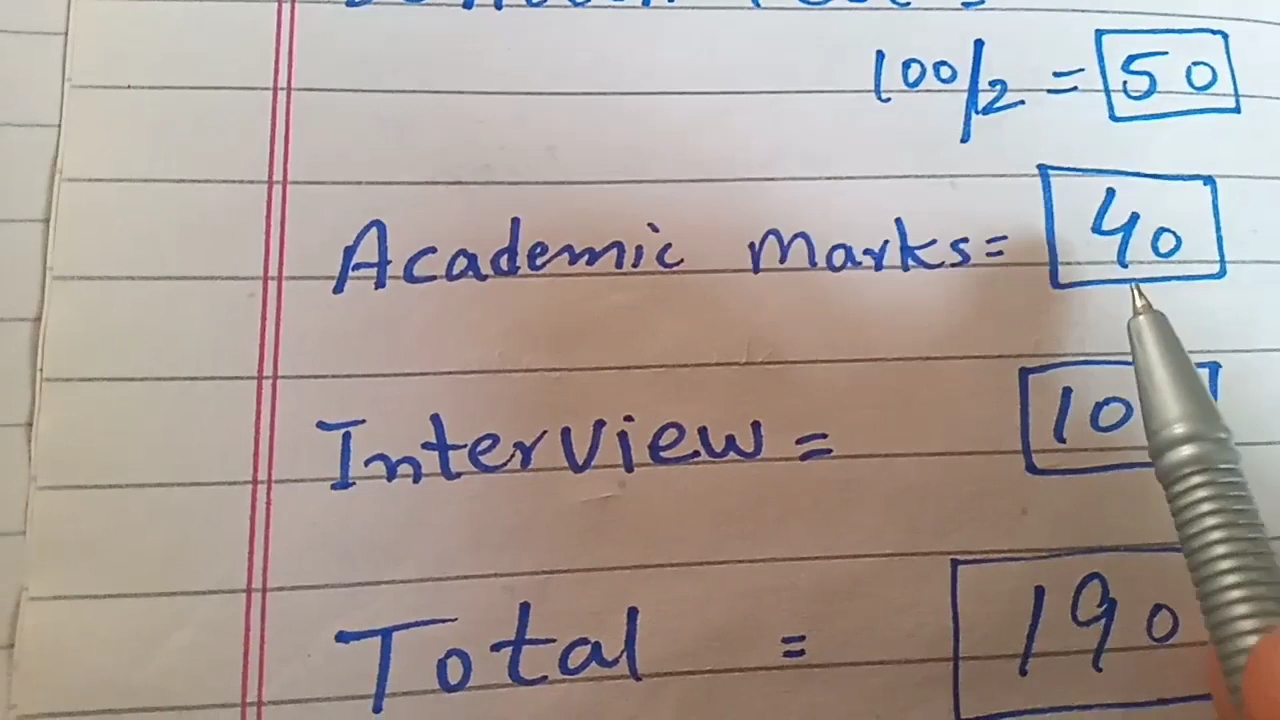 100/2 = 50
Academic Marks = 40
Interview = 10
Total = 190